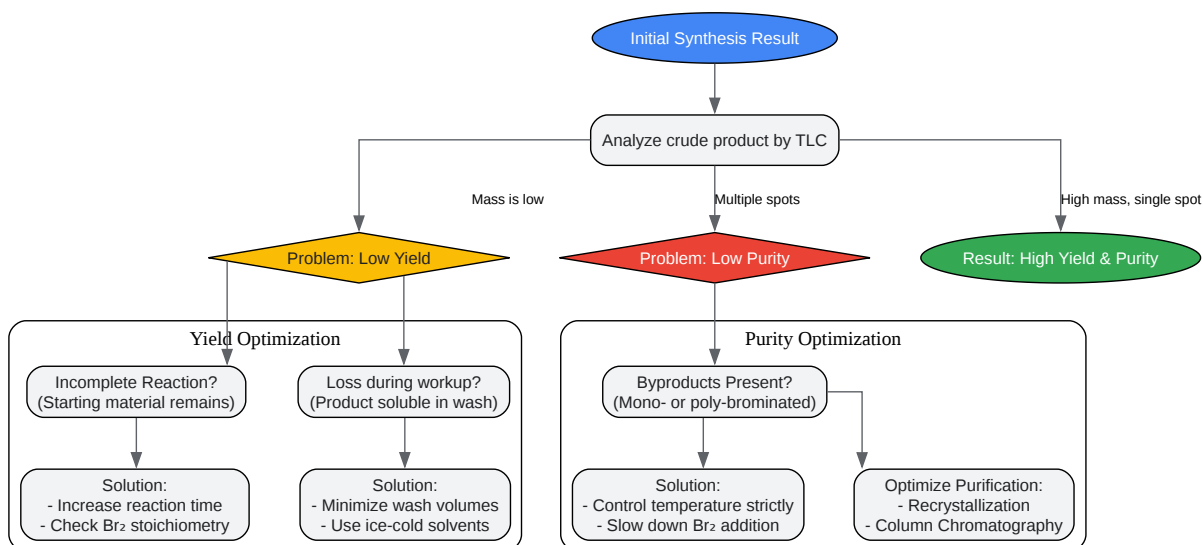 Initial Synthesis Result
Analyze crude product by TLC
Mass is low
Multiple spots
High mass, single spot
Problem: Low Yield
Problem: Low Purity
Result: High Yield & Purity
Yield Optimization
Purity Optimization
Incomplete Reaction?
(Starting material remains)
Loss during workup?
(Product soluble in wash)
Byproducts Present?
(Mono- or poly-brominated)
Solution:
- Increase reaction time
- Check Br₂ stoichiometry
Solution:
- Minimize wash volumes
- Use ice-cold solvents
Solution:
- Control temperature strictly
- Slow down Br₂ addition
Optimize Purification:
- Recrystallization
- Column Chromatography